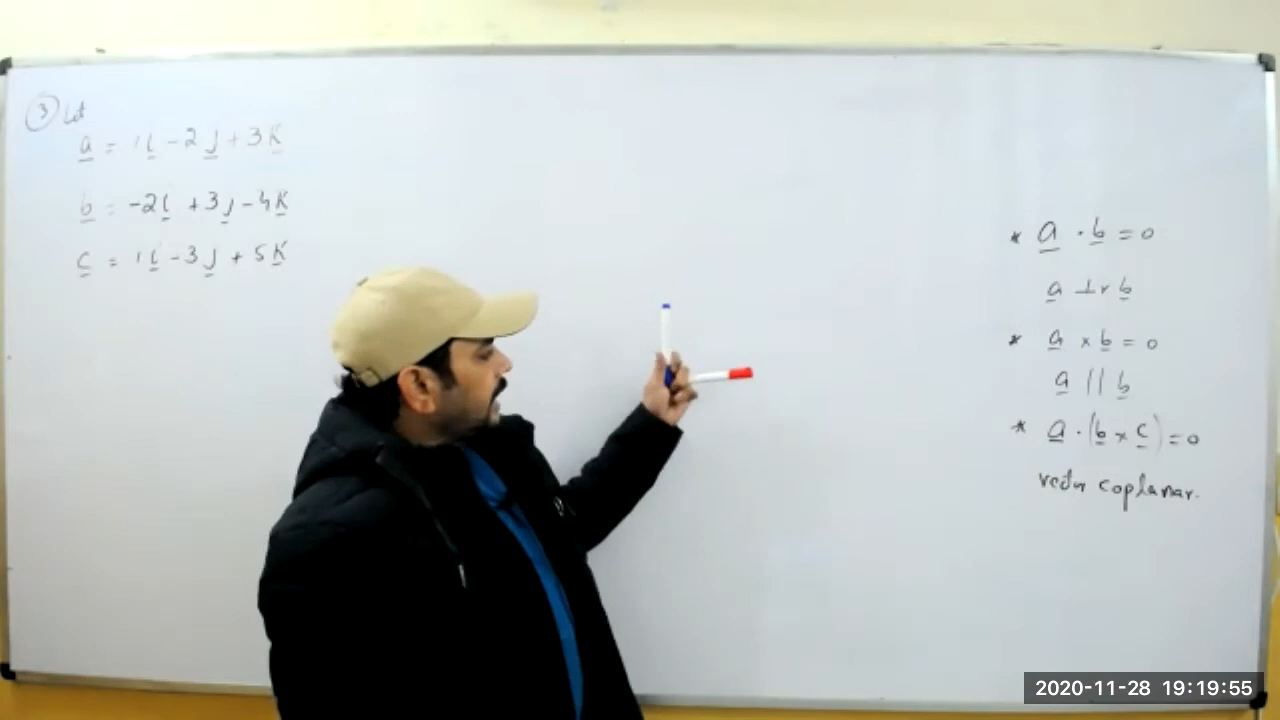 ③ Let
a = 1i - 2j + 3K
b = -2i + 3j - 4K
c = 1i - 3j + 5K
* a · b = 0
a ⊥r b
* a × b = 0
a || b
* a · (b × c) = 0
vector coplanar.
2020-11-28 19:19:55